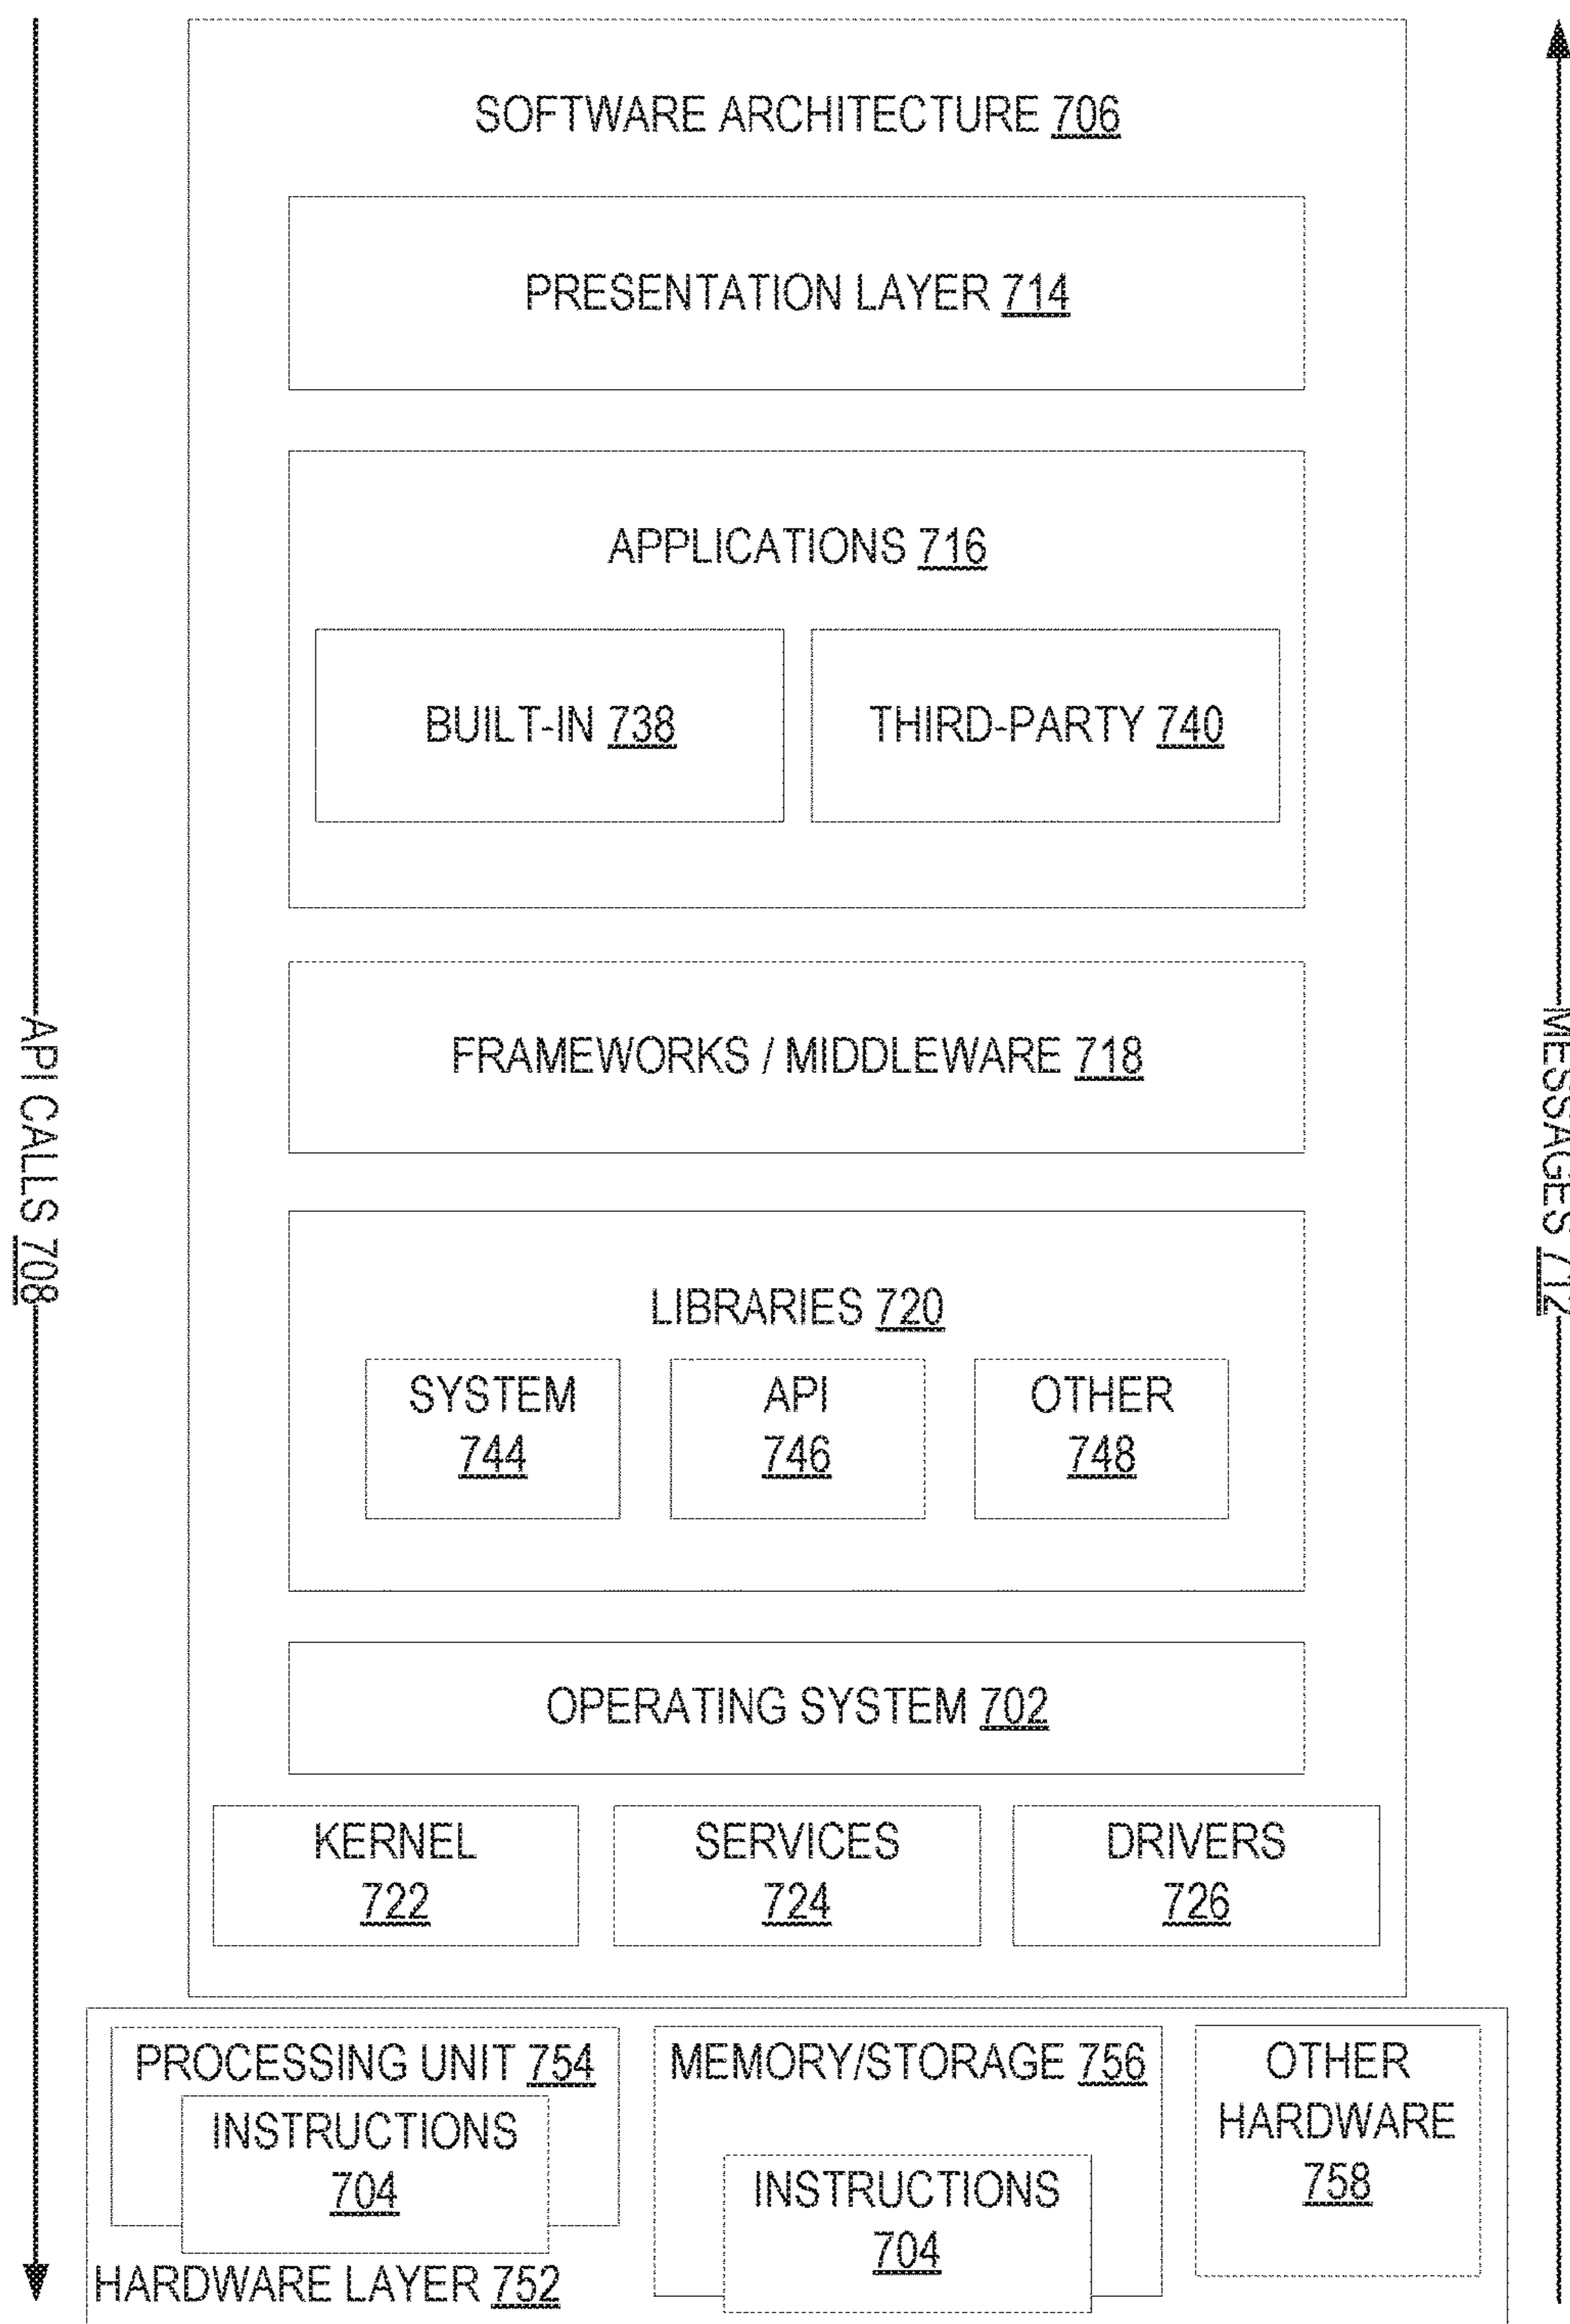 SOFTWARE ARCHITECTURE 706
PRESENTATION LAYER 714
APPLICATIONS 716
BUILT-IN 738
THIRD-PARTY 740
FRAMEWORKS / MIDDLEWARE 718
API CALLS 708
MESSAGES 712
LIBRARIES 720
SYSTEM
744
API
746
OTHER
748
OPERATING SYSTEM 702
KERNEL
722
SERVICES
724
DRIVERS
726
PROCESSING UNIT 754
INSTRUCTIONS
704
MEMORY/STORAGE 756
INSTRUCTIONS
704
OTHER
HARDWARE
758
HARDWARE LAYER 752